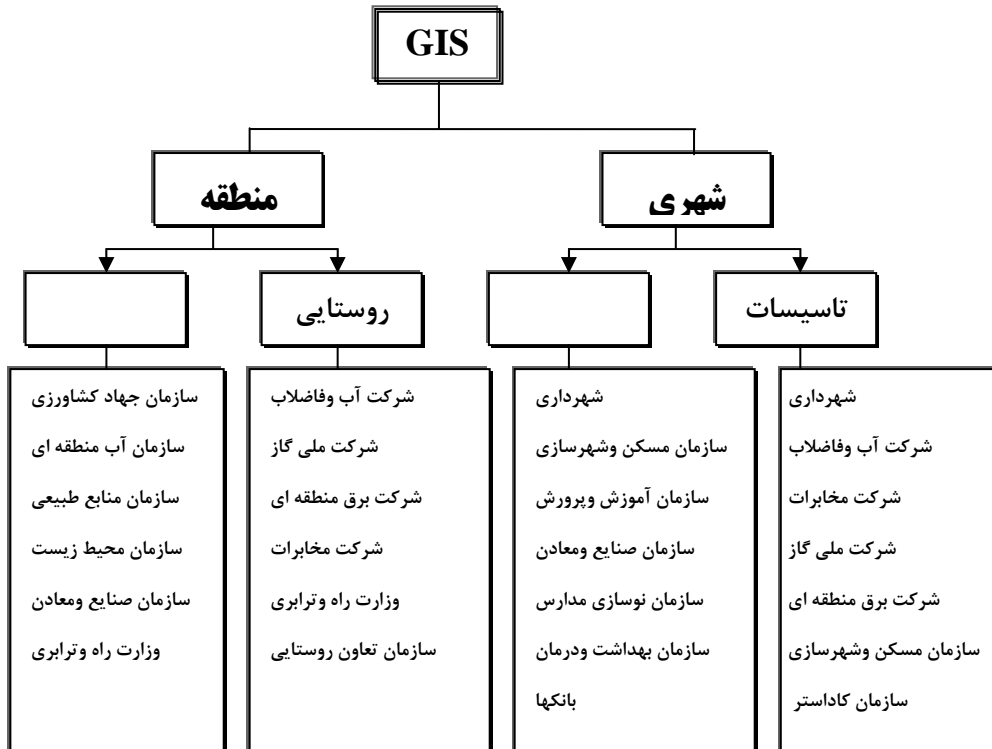 GIS
شهری
منطقه
تاسیسات
روستایی
شهرداری
شرکت آب وفاضلاب
شرکت مخابرات
شرکت ملی گاز
شرکت برق منطقه ای
سازمان مسکن وشهرسازی
سازمان کاداستر
شهرداری
سازمان مسکن وشهرسازی
سازمان آموزش وپرورش
سازمان صنایع ومعادن
سازمان نوسازی مدارس
سازمان بهداشت ودرمان
بانکها
شرکت آب وفاضلاب
شرکت ملی گاز
شرکت برق منطقه ای
شرکت مخابرات
وزارت راه وترابری
سازمان تعاون روستایی
سازمان جهاد کشاورزی
سازمان آب منطقه ای
سازمان منابع طبیعی
سازمان محیط زیست
سازمان صنایع ومعادن
وزارت راه وترابری